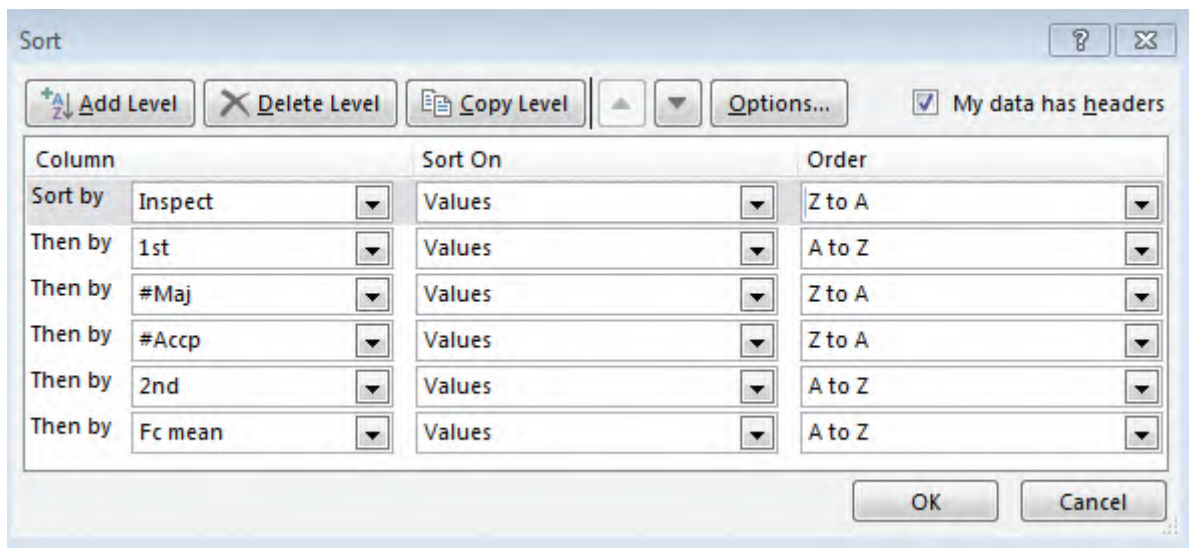 Sort
Add Level Delete Level Copy Level Options... My data has headers
Column Sort On Order
Sort by Inspect Values Z to A
Then by 1st Values A to Z
Then by #Maj Values Z to A
Then by #Accp Values Z to A
Then by 2nd Values A to Z
Then by Fc mean Values A to Z
OK Cancel